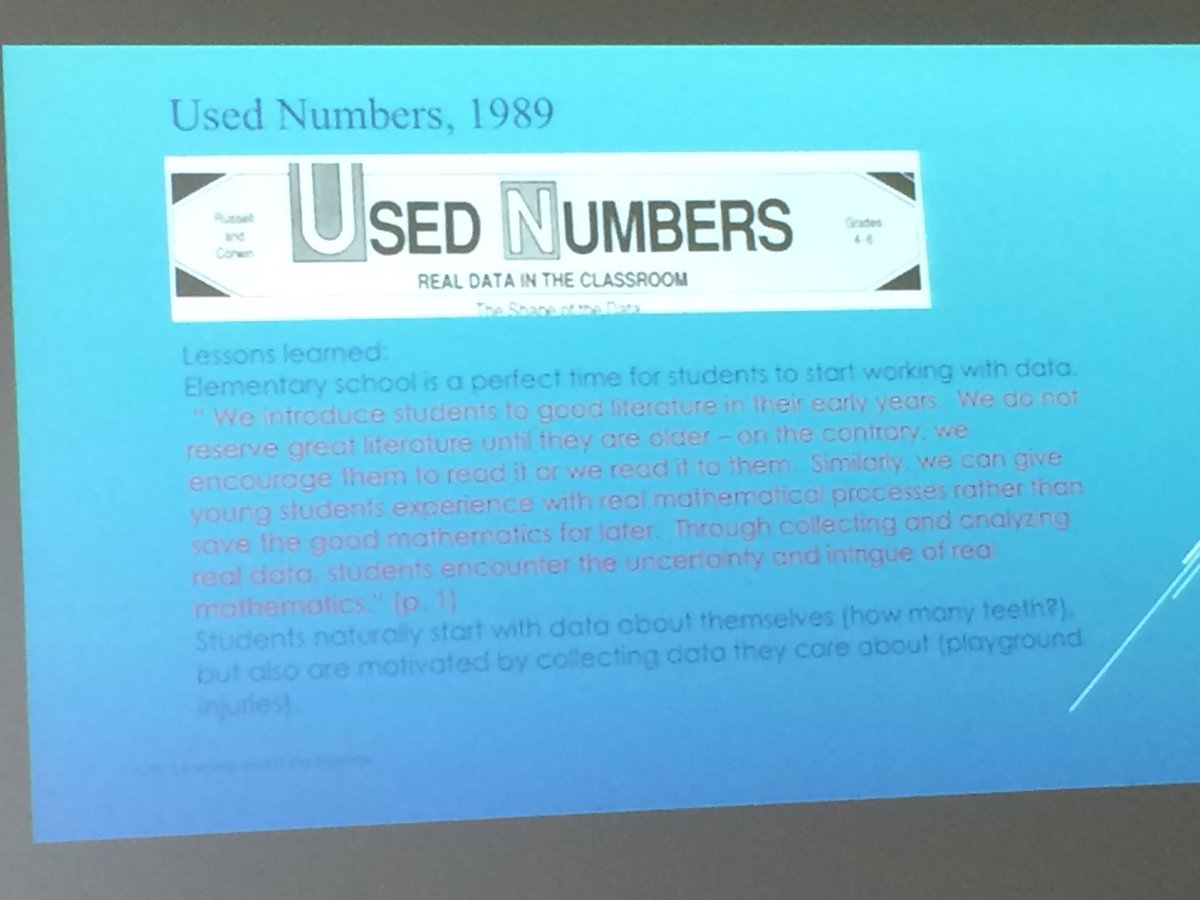 Used Numbers, 1989
Russell
and
Corwin
USED NUMBERS
Grades
4-6
REAL DATA IN THE CLASSROOM
The Shape of the Data
Lessons learned:
Elementary school is a perfect time for students to start working with data.
“ We introduce students to good literature in their early years. We do not
reserve great literature until they are older – on the contrary, we
encourage them to read it or we read it to them. Similarly, we can give
young students experience with real mathematical processes rather than
save the good mathematics for later. Through collecting and analyzing
real data, students encounter the uncertainty and intrigue of real
mathematics.” (p. 1)
Students naturally start with data about themselves (how many teeth?),
but also are motivated by collecting data they care about (playground
injuries).
Learning and Data Science